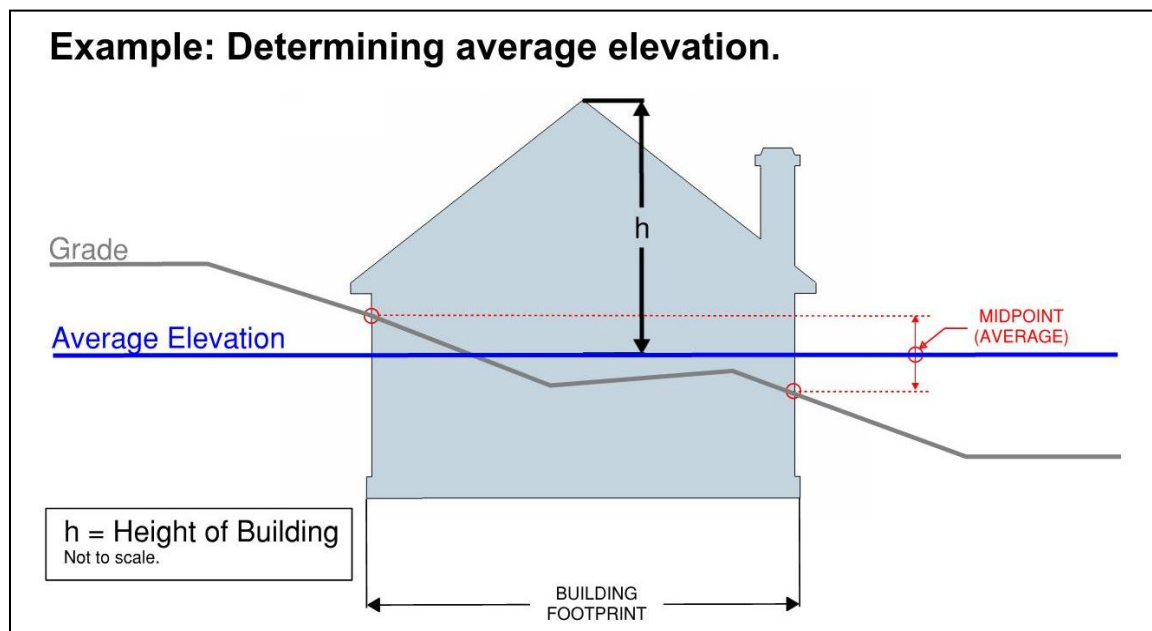 Example: Determining average elevation.
h
Grade
Average Elevation
MIDPOINT
(AVERAGE)
h = Height of Building
Not to scale.
BUILDING
FOOTPRINT